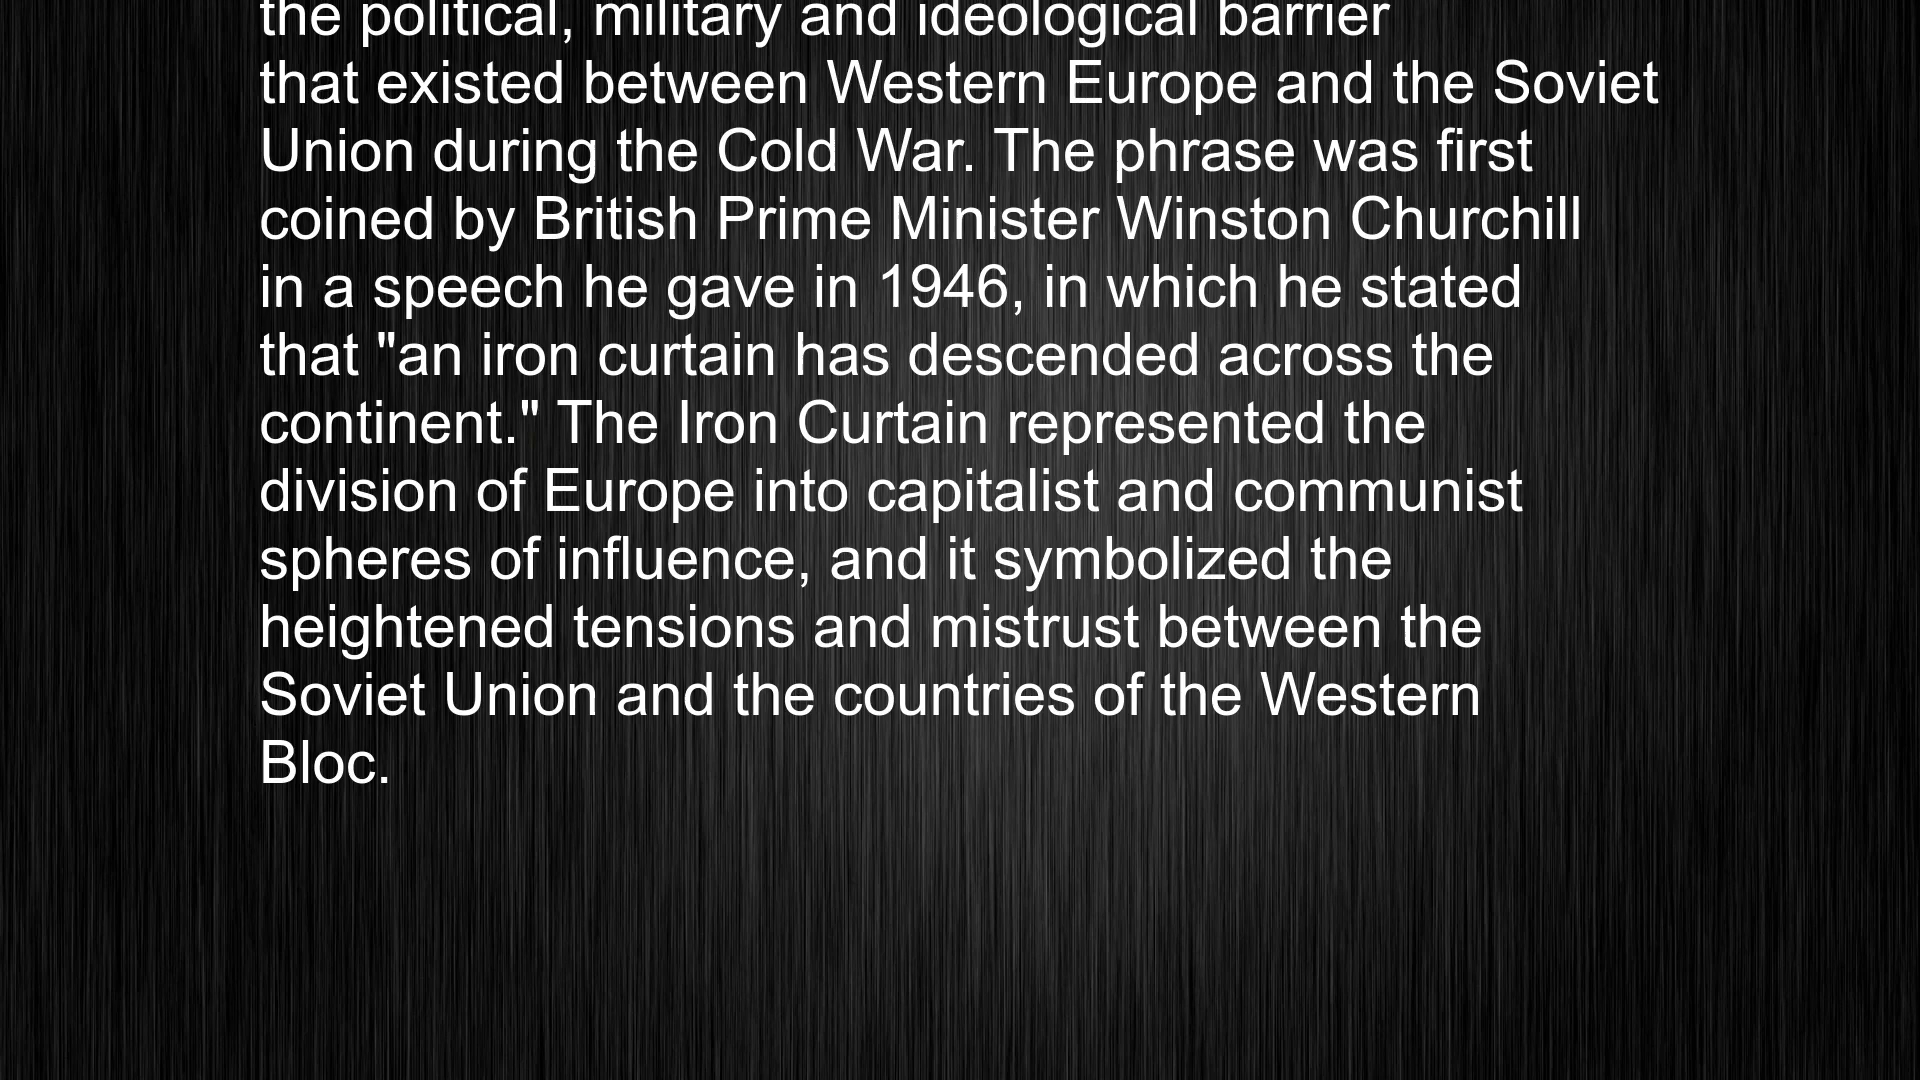 the political, military and ideological barrier
that existed between Western Europe and the Soviet
Union during the Cold War. The phrase was first
coined by British Prime Minister Winston Churchill
in a speech he gave in 1946, in which he stated
that "an iron curtain has descended across the
continent." The Iron Curtain represented the
division of Europe into capitalist and communist
spheres of influence, and it symbolized the
heightened tensions and mistrust between the
Soviet Union and the countries of the Western
Bloc.